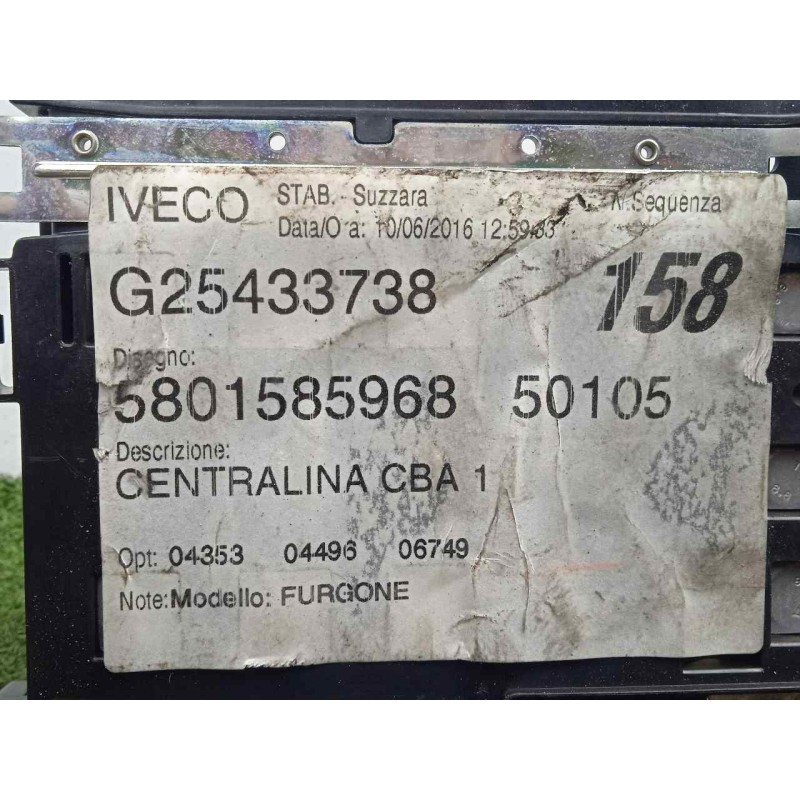 IVECO STAB. - Suzzara N.Sequenza
Data/Ora: 10/06/2016 12:59:33
G25433738 158
Disegno:
5801585968 50105
Descrizione:
CENTRALINA CBA 1
Opt: 04353 04496 06749
Note:Modello: FURGONE